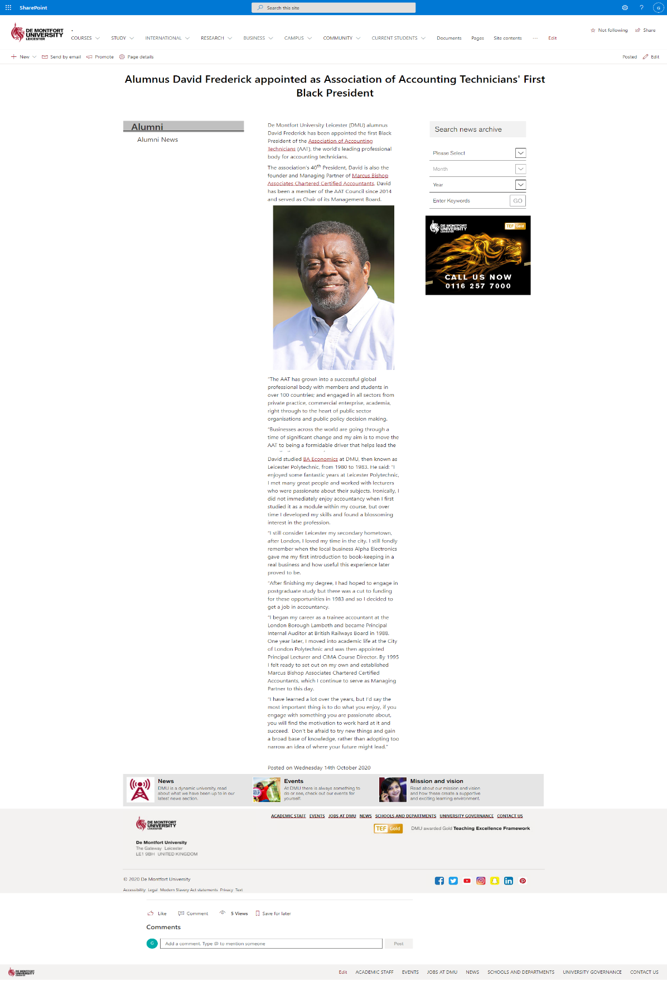 SharePoint
Search this site
G
DE MONTFORT
UNIVERSITY
LEICESTER
.
COURSES STUDY INTERNATIONAL RESEARCH BUSINESS CAMPUS COMMUNITY CURRENT STUDENTS Documents Pages Site contents ... Edit
Not following Share
New Send by email Promote Page details
Posted Edit
Alumnus David Frederick appointed as Association of Accounting Technicians' First
Black President
Alumni
Alumni News
De Montfort University Leicester (DMU) alumnus
David Frederick has been appointed the first Black
President of the Association of Accounting
Technicians (AAT), the world's leading professional
body for accounting technicians.
The association's 40th President, David is also the
founder and Managing Partner of Marcus Bishop
Associates Chartered Certified Accountants. David
has been a member of the AAT Council since 2014
and served as Chair of its Management Board.
"The AAT has grown into a successful global
professional body with members and students in
over 100 countries; and engaged in all sectors from
private practice, commercial enterprise, academia,
right through to the heart of public sector
organisations and public policy decision making.
"Businesses across the world are going through a
time of significant change and my aim is to move the
AAT to being a formidable driver that helps lead the
David studied BA Economics at DMU, then known as
Leicester Polytechnic, from 1980 to 1983. He said: "I
enjoyed some fantastic years at Leicester Polytechnic,
I met many great people and worked with lecturers
who were passionate about their subjects. Ironically, I
did not immediately enjoy accountancy when I first
studied it as a module within my course, but over
time I developed my skills and found a blossoming
interest in the profession.
"I still consider Leicester my secondary hometown,
after London, I loved my time in the city. I still fondly
remember when the local business Alpha Electronics
gave me my first introduction to book-keeping in a
real business and how useful this experience later
proved to be.
"After finishing my degree, I had hoped to engage in
postgraduate study but there was a cut to funding
for these opportunities in 1983 and so I decided to
get a job in accountancy.
"I began my career as a trainee accountant at the
London Borough Lambeth and became Principal
Internal Auditor at British Railways Board in 1988.
One year later, I moved into academic life at the City
of London Polytechnic and was then appointed
Principal Lecturer and CIMA Course Director. By 1995
I felt ready to set out on my own and established
Marcus Bishop Associates Chartered Certified
Accountants, which I continue to serve as Managing
Partner to this day.
"I have learned a lot over the years, but I'd say the
most important thing is to do what you enjoy, if you
engage with something you are passionate about,
you will find the motivation to work hard at it and
succeed. Don't be afraid to try new things and gain
a broad base of knowledge, rather than adopting too
narrow an idea of where your future might lead."
Posted on Wednesday 14th October 2020
Search news archive
Please Select
Month
Year
Enter Keywords GO
DE MONTFORT
UNIVERSITY
LEICESTER
TEF Gold
CALL US NOW
0116 257 7000
News
DMU is a dynamic university, read
about what we have been up to in our
latest news section.
Events
At DMU there is always something to
do or see, check out our events for
yourself.
Mission and vision
Read about our mission and vision
and how these create a supportive
and exciting learning environment.
DE MONTFORT
UNIVERSITY
LEICESTER
ACADEMIC STAFF EVENTS JOBS AT DMU NEWS SCHOOLS AND DEPARTMENTS UNIVERSITY GOVERNANCE CONTACT US
TEF Gold DMU awarded Gold Teaching Excellence Framework
De Montfort University
The Gateway Leicester
LE1 9BH UNITED KINGDOM
© 2020 De Montfort University
Accessibility Legal Modern Slavery Act statements Privacy Text
Like Comment 5 Views Save for later
Comments
G
Add a comment. Type @ to mention someone
Post
DE MONTFORT
UNIVERSITY
LEICESTER
Edit ACADEMIC STAFF EVENTS JOBS AT DMU NEWS SCHOOLS AND DEPARTMENTS UNIVERSITY GOVERNANCE CONTACT US